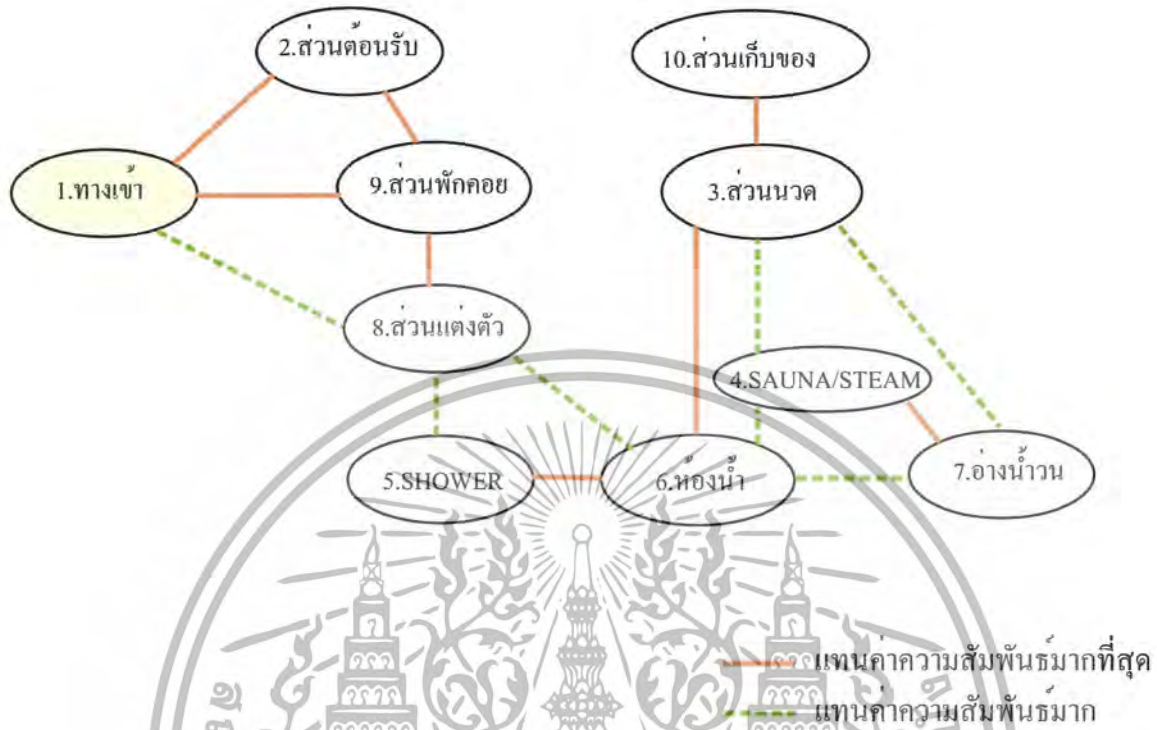 2.ส่วนต้อนรับ
10.ส่วนเก็บของ
1.ทางเข้า
9.ส่วนพักคอย
3.ส่วนนวด
8.ส่วนแต่งตัว
4.SAUNA/STEAM
5.SHOWER
6.ห้องน้ำ
7.อ่างน้ำวน
แทนค่าความสัมพันธ์มากที่สุด
แทนค่าความสัมพันธ์มาก